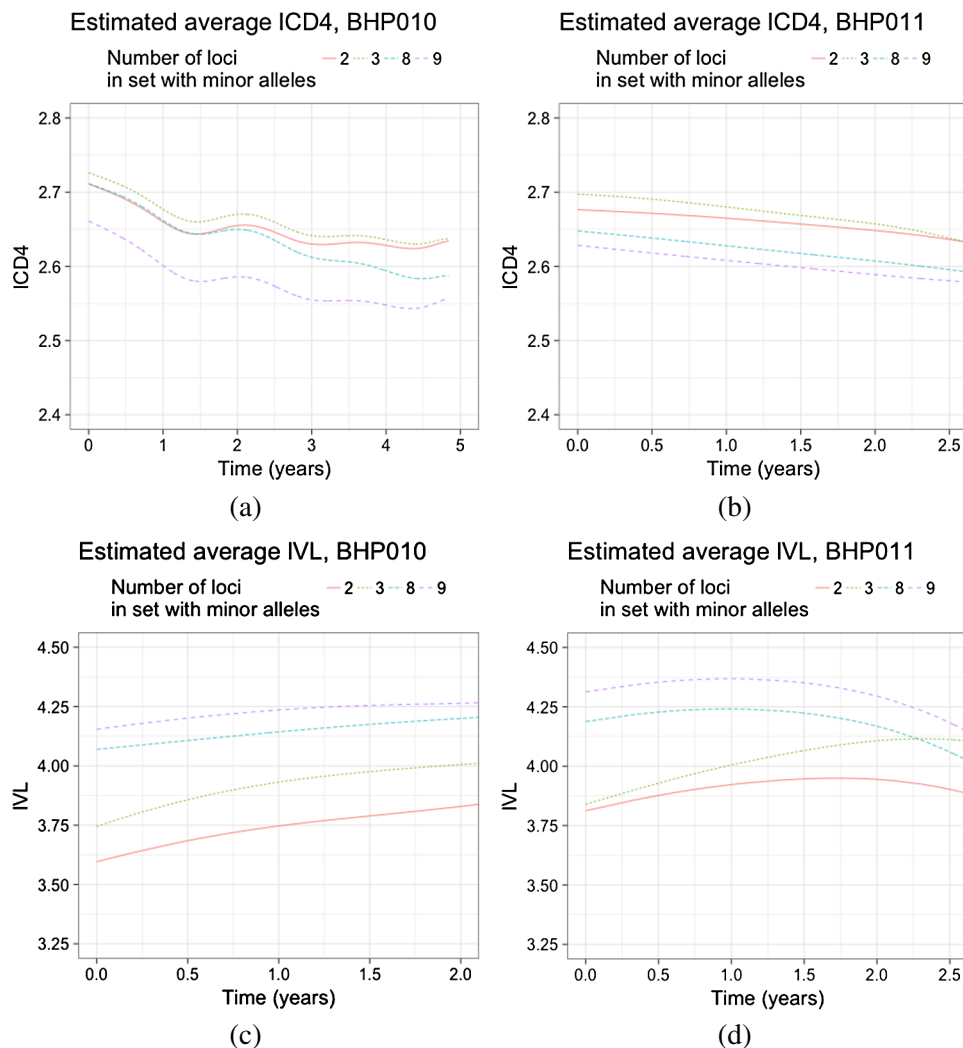 Estimated average ICD4, BHP010
Number of loci
in set with minor alleles
2 3 8 9
2.8
2.7
2.6
2.5
2.4
ICD4
0 1 2 3 4 5
Time (years)
(a)
Estimated average ICD4, BHP011
Number of loci
in set with minor alleles
2 3 8 9
2.8
2.7
2.6
2.5
2.4
ICD4
0.0 0.5 1.0 1.5 2.0 2.5
Time (years)
(b)
Estimated average IVL, BHP010
Number of loci
in set with minor alleles
2 3 8 9
4.50
4.25
4.00
3.75
3.50
3.25
IVL
0.0 0.5 1.0 1.5 2.0
Time (years)
(c)
Estimated average IVL, BHP011
Number of loci
in set with minor alleles
2 3 8 9
4.50
4.25
4.00
3.75
3.50
3.25
IVL
0.0 0.5 1.0 1.5 2.0 2.5
Time (years)
(d)